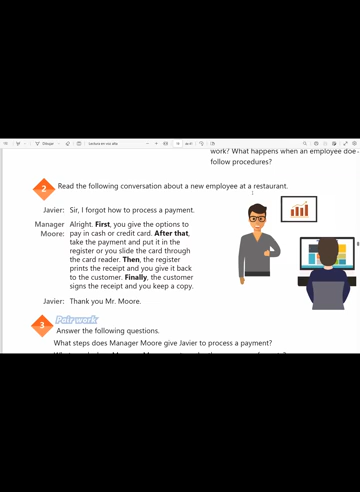 work? What happens when an employee doe
follow procedures?
2 Read the following conversation about a new employee at a restaurant.
Javier: Sir, I forgot how to process a payment.
Manager Moore: Alright. First, you give the options to
pay in cash or credit card. After that,
take the payment and put it in the
register or you slide the card through
the card reader. Then, the register
prints the receipt and you give it back
to the customer. Finally, the customer
signs the receipt and you keep a copy.
Javier: Thank you Mr. Moore.
3 Pair work
Answer the following questions.
What steps does Manager Moore give Javier to process a payment?